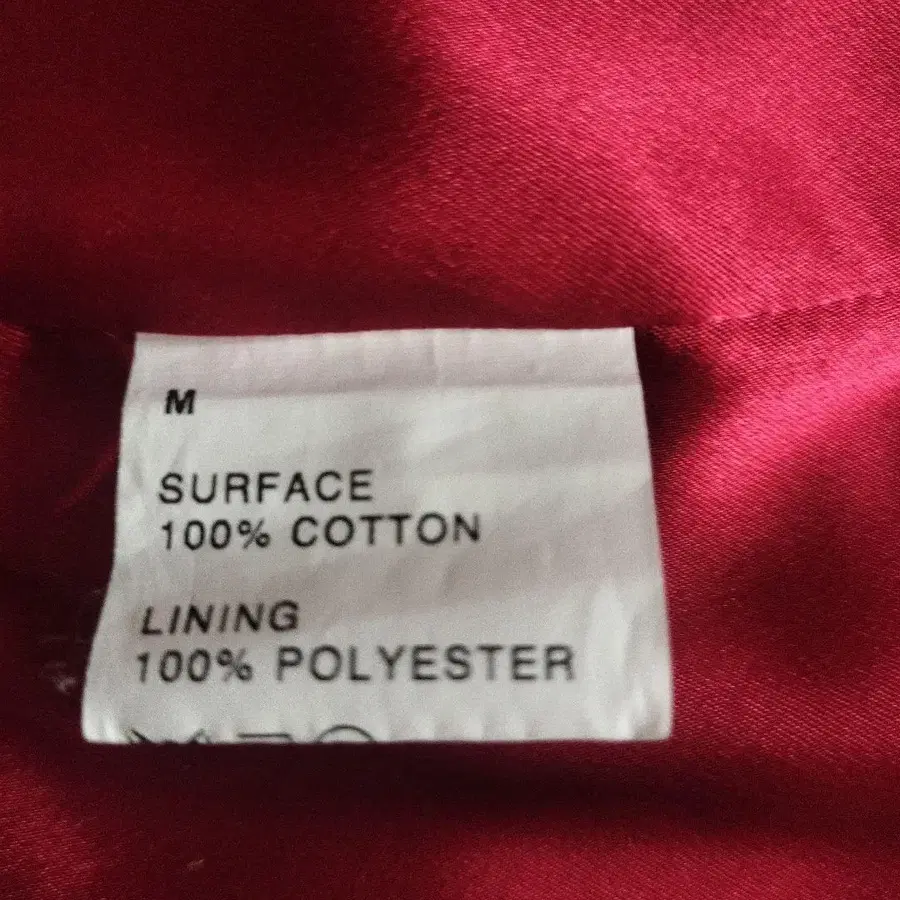 M
SURFACE
100% COTTON
LINING
100% POLYESTER